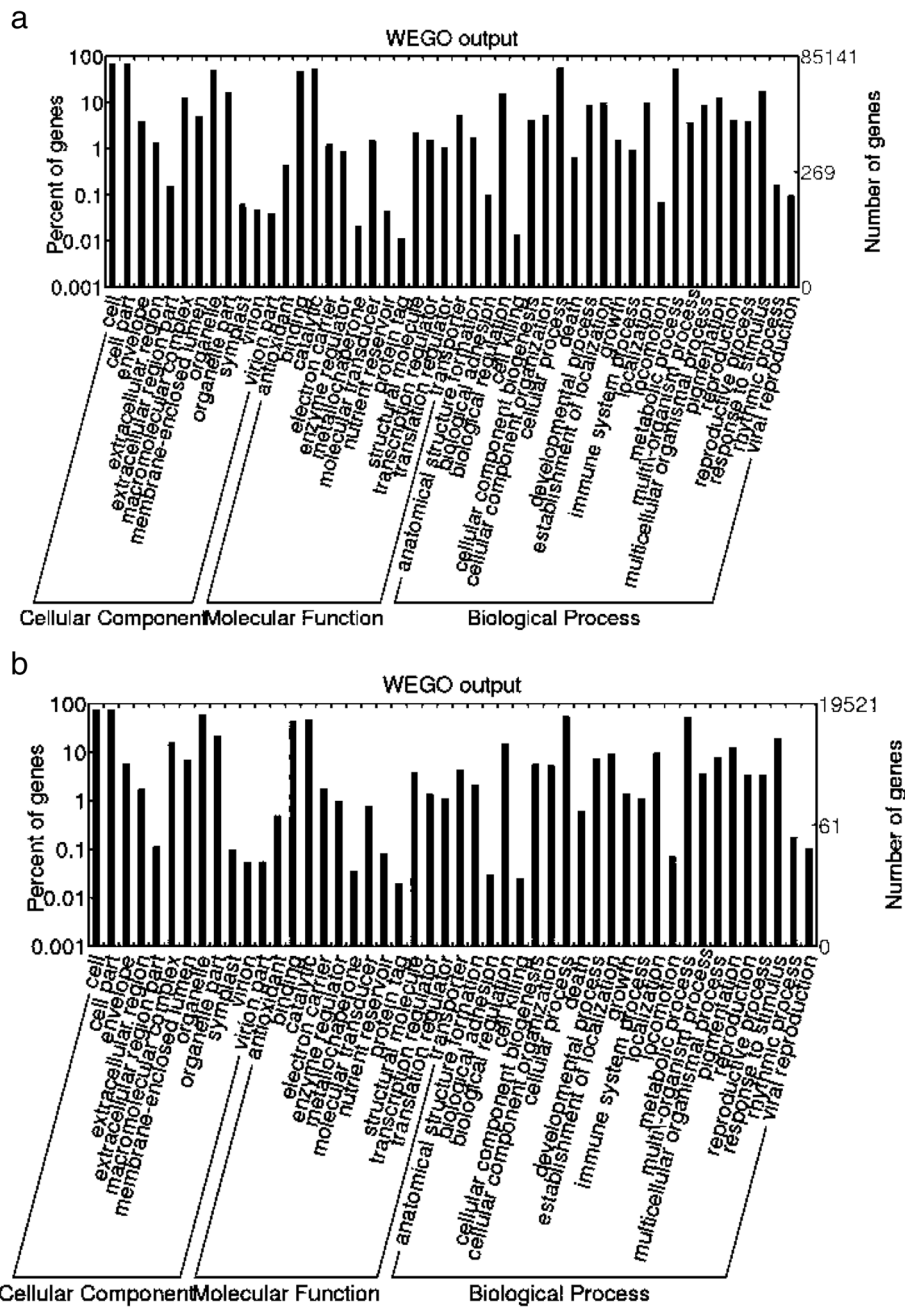 a
WEGO output
100
10
1
0.1
0.01
0.001
Percent of genes
85141
269
0
Number of genes
cell
cell part
envelope
extracellular region
extracellular region part
macromolecular complex
membrane-enclosed lumen
organelle
organelle part
symplast
virion
virion part
antioxidant
binding
catalytic
electron carrier
enzyme regulator
metallochaperone
molecular transducer
nutrient reservoir
protein tag
structural molecule
transcription regulator
translation regulator
transporter
anatomical structure formation
biological adhesion
biological regulation
cell killing
cellular component biogenesis
cellular component organization
cellular process
death
developmental process
establishment of localization
growth
immune system process
localization
locomotion
metabolic process
multi-organism process
multicellular organismal process
pigmentation
reproduction
reproductive process
response to stimulus
rhythmic process
viral reproduction
Cellular Component
Molecular Function
Biological Process
b
WEGO output
100
10
1
0.1
0.01
0.001
Percent of genes
19521
61
0
Number of genes
cell
cell part
envelope
extracellular region
extracellular region part
macromolecular complex
membrane-enclosed lumen
organelle
organelle part
symplast
virion
virion part
antioxidant
binding
catalytic
electron carrier
enzyme regulator
metallochaperone
molecular transducer
nutrient reservoir
protein tag
structural molecule
transcription regulator
translation regulator
transporter
anatomical structure formation
biological adhesion
biological regulation
cell killing
cellular component biogenesis
cellular component organization
cellular process
death
developmental process
establishment of localization
growth
immune system process
localization
locomotion
metabolic process
multi-organism process
multicellular organismal process
pigmentation
reproduction
reproductive process
response to stimulus
rhythmic process
viral reproduction
Cellular Component
Molecular Function
Biological Process